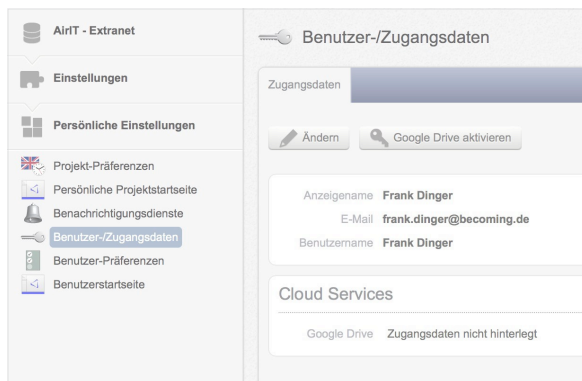 AirIT - Extranet
Einstellungen
Persönliche Einstellungen
Projekt-Präferenzen
Persönliche Projektstartseite
Benachrichtigungsdienste
Benutzer-/Zugangsdaten
Benutzer-Präferenzen
Benutzerstartseite
Benutzer-/Zugangsdaten
Zugangsdaten
Ändern Google Drive aktivieren
Anzeigename Frank Dinger
E-Mail frank.dinger@becoming.de
Benutzername Frank Dinger
Cloud Services
Google Drive Zugangsdaten nicht hinterlegt